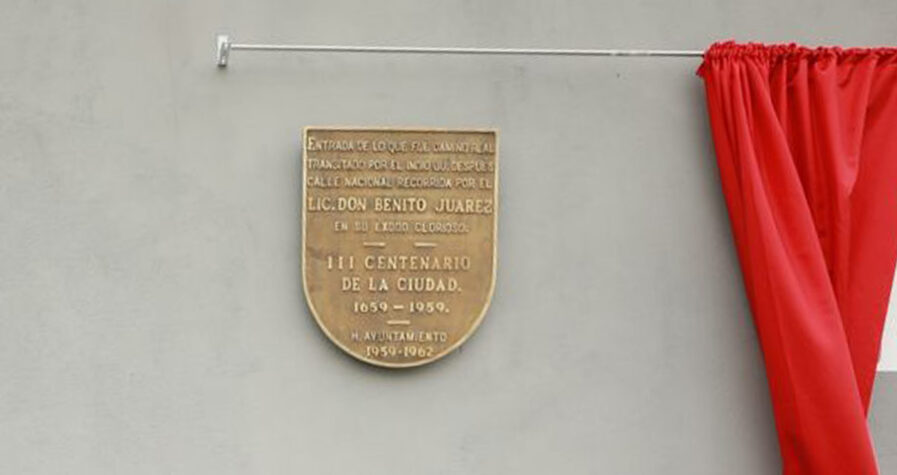 ENTRADA DE LO QUE FUE CAMINO REAL
TRANSITADO POR EL INDIO UU. DESPUES
CALLE NACIONAL RECORRIDA POR EL
LIC. DON BENITO JUAREZ
EN SU EXODO GLORIOSO.
III CENTENARIO
DE LA CIUDAD.
1659 — 1959.
H. AYUNTAMIENTO
1959-1962